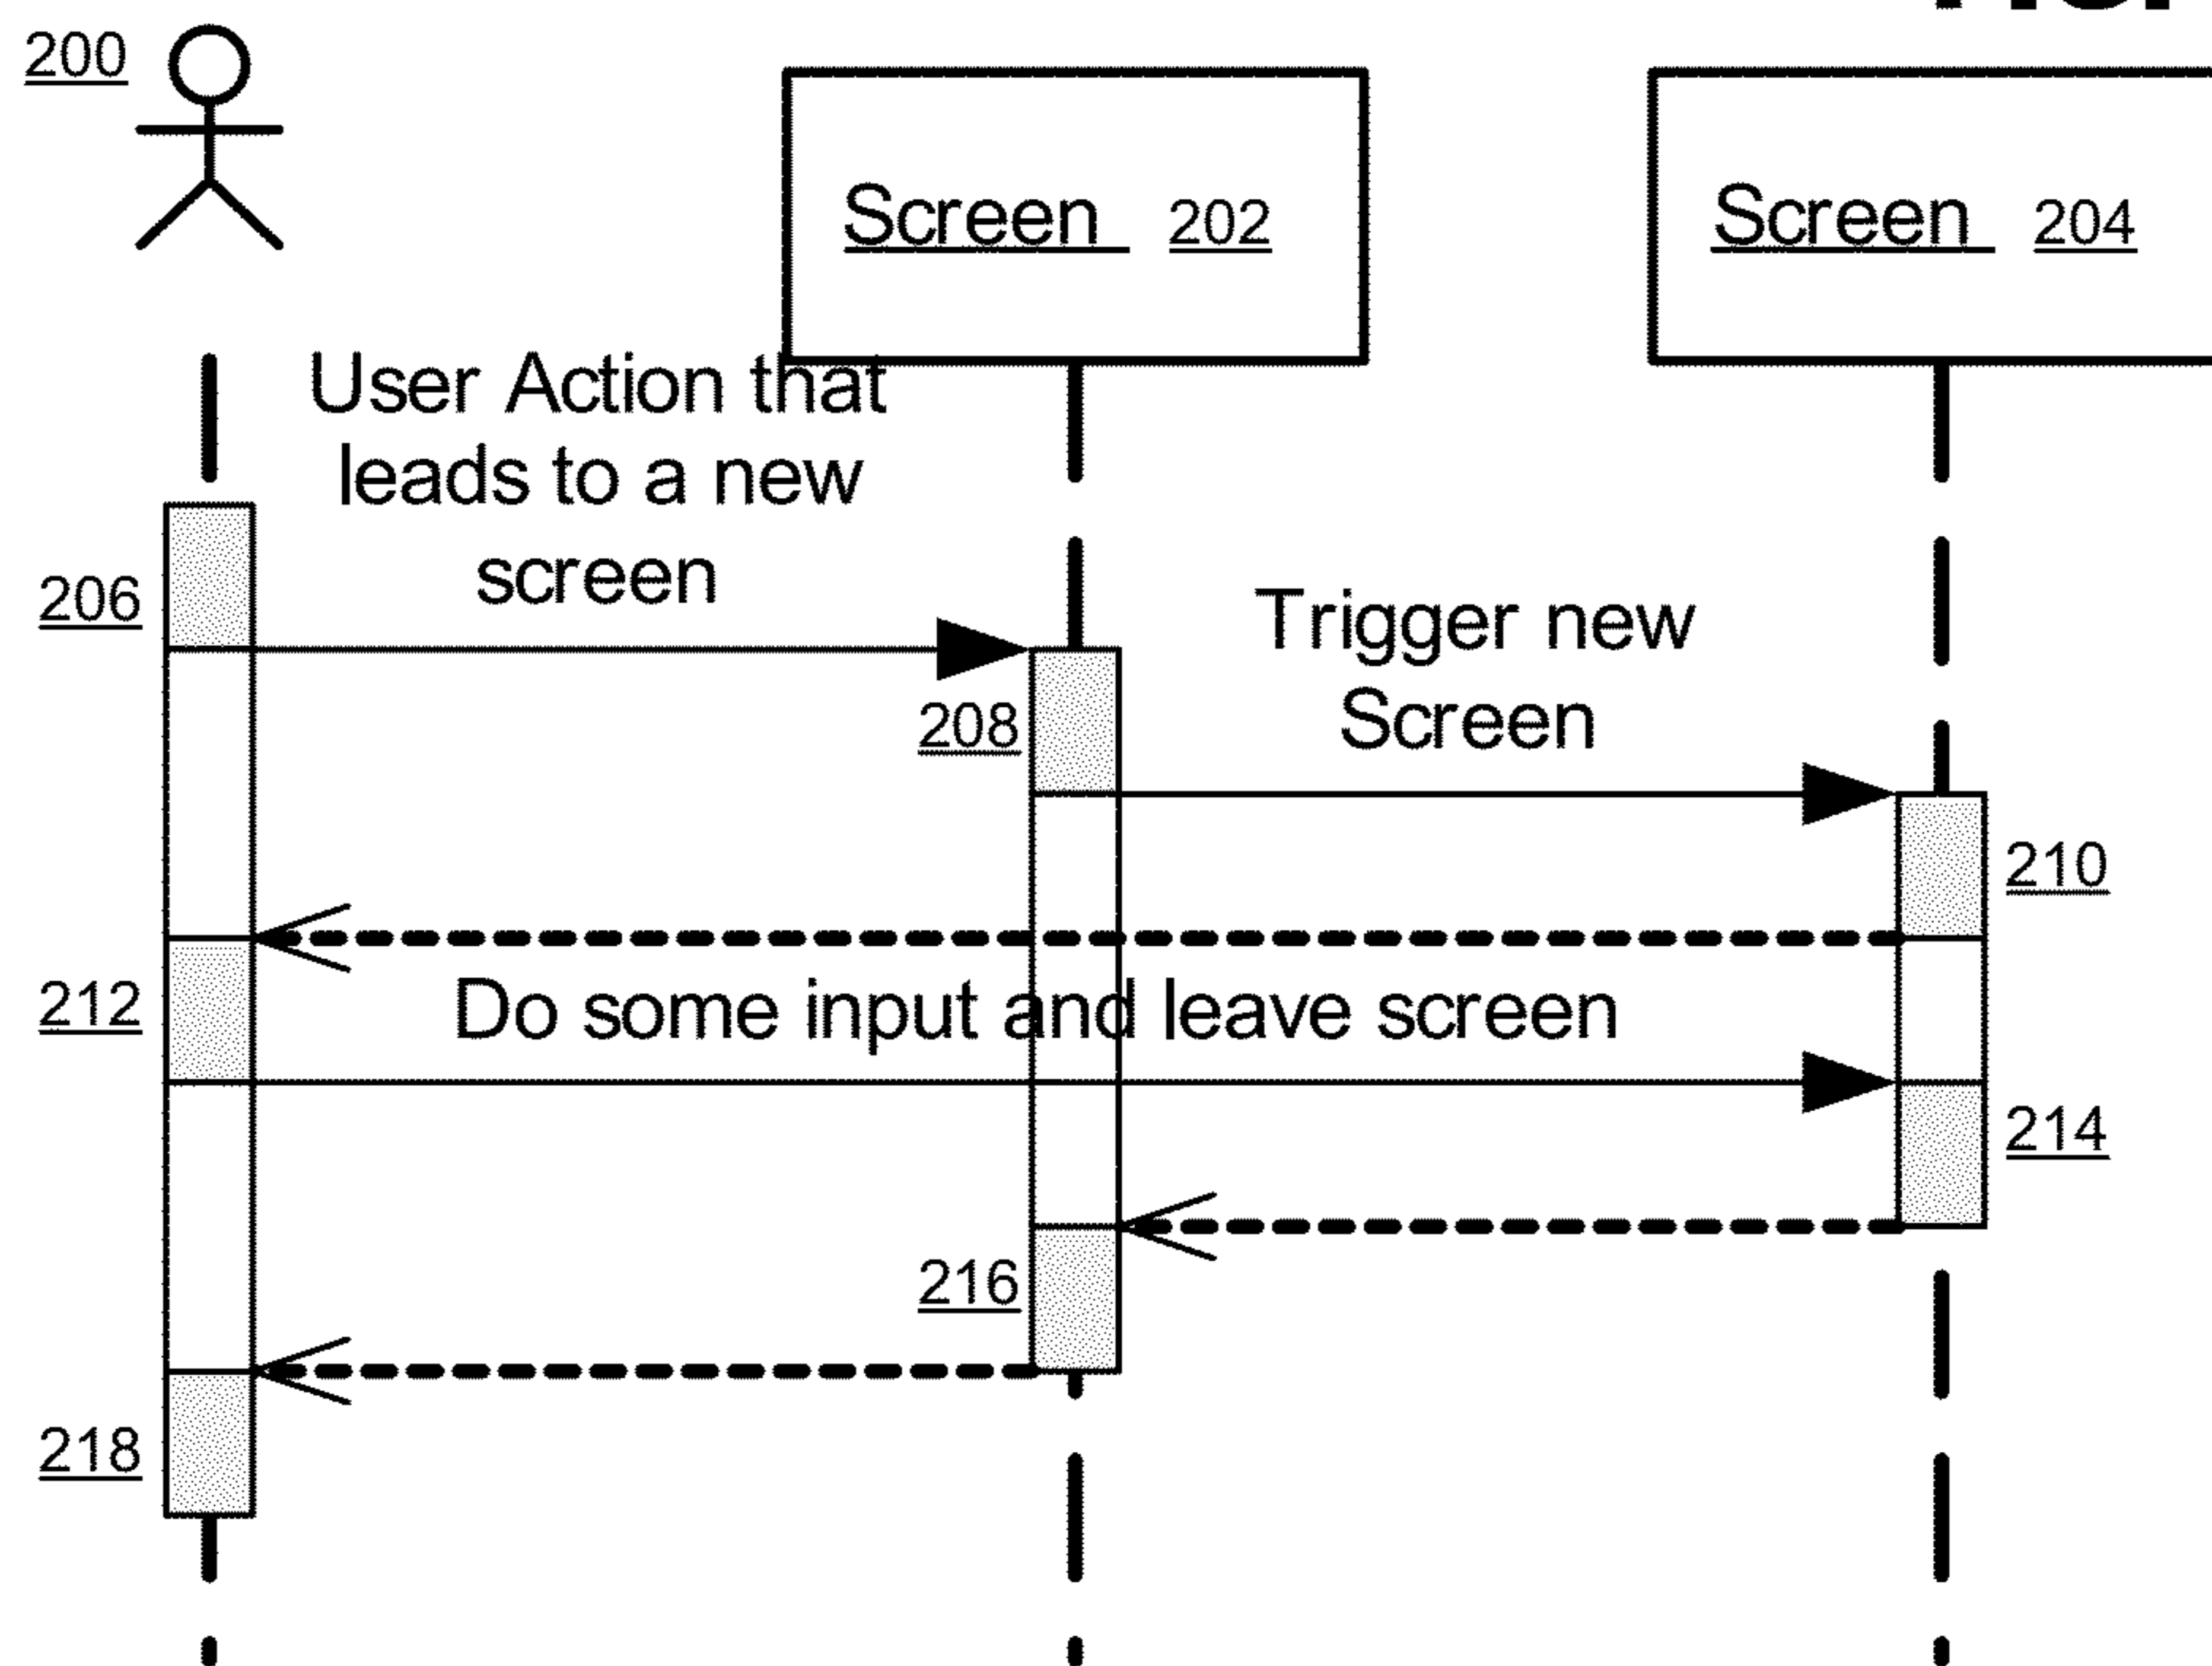 200
Screen 202
Screen 204
User Action that
leads to a new
screen
206
Trigger new
Screen
208
210
212
Do some input and leave screen
214
216
218